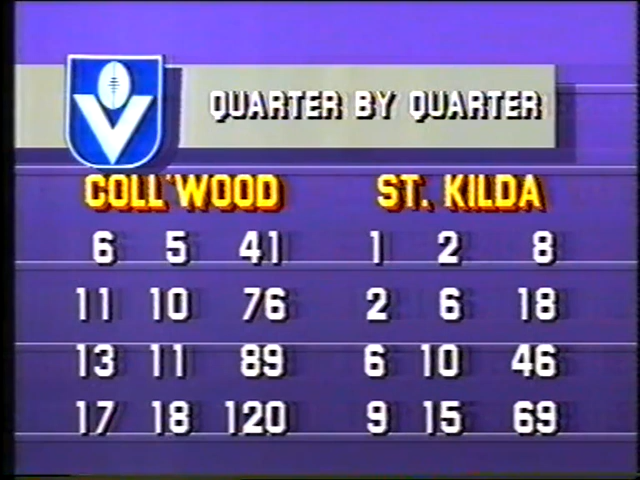 QUARTER BY QUARTER
COLL'WOOD ST. KILDA
6 5 41 1 2 8
11 10 76 2 6 18
13 11 89 6 10 46
17 18 120 9 15 69